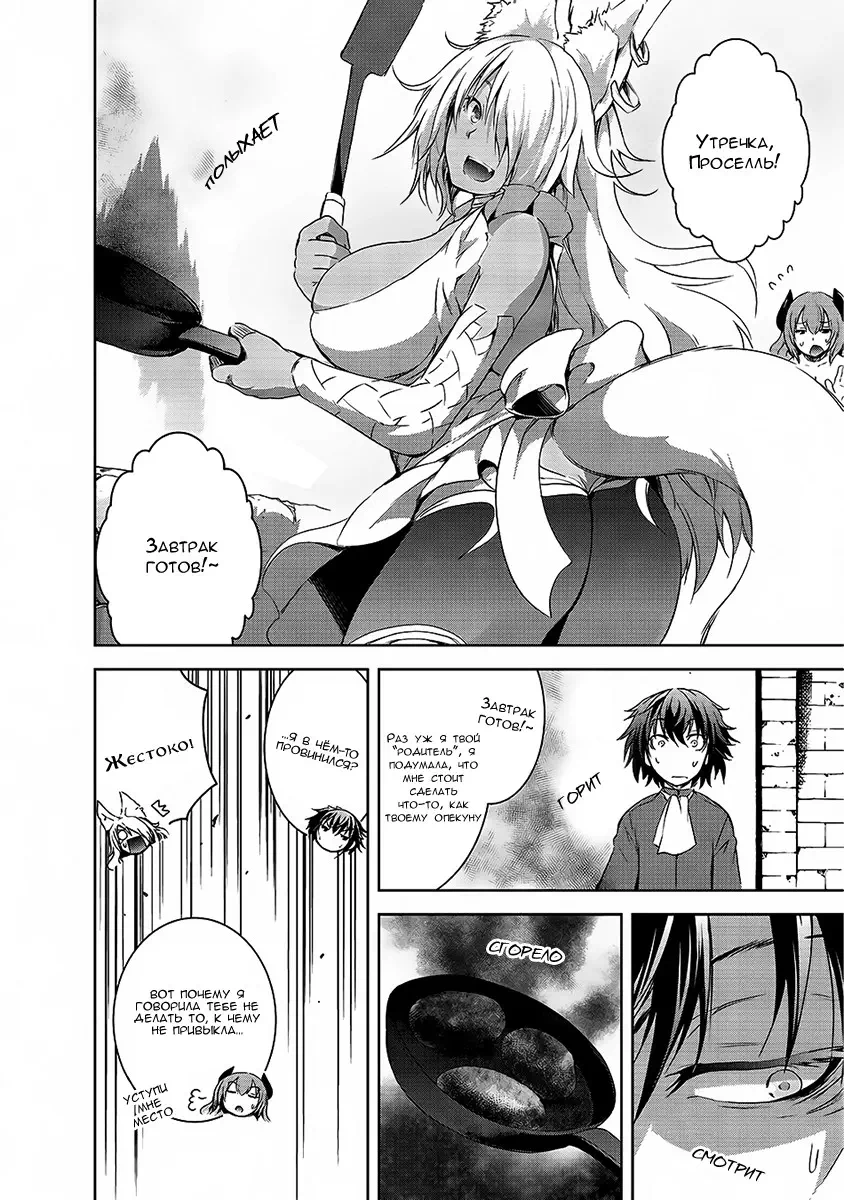 Утречка,
Проселль!
полыхает
Завтрак
готов!~
Завтрак
готов!~
Раз уж я твой
"родитель", я
подумала, что
мне стоит
сделать
что-то, как
твоему опекуну
горит
...я в чём-то
провинился?
Жестоко!
вот почему я
говорила тебе не
делать то, к чему
не привыкла...
уступи
мне
место
сгорело
смотрит